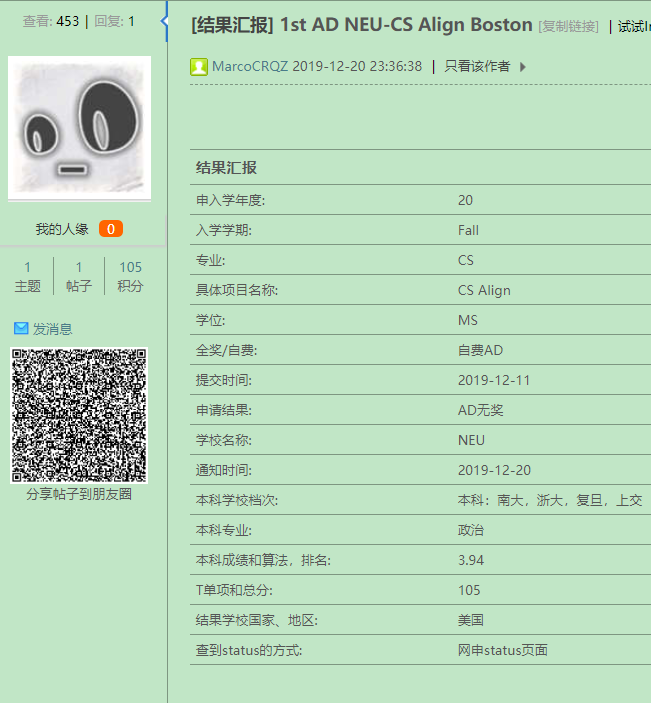 查看: 453 | 回复: 1
[结果汇报] 1st AD NEU-CS Align Boston [复制链接] | 试试
MarcoCRQZ 2019-12-20 23:36:38 | 只看该作者
我的人缘 0
1 1 105
主题 帖子 积分
发消息
分享帖子到朋友圈
结果汇报
申入学年度: 20
入学学期: Fall
专业: CS
具体项目名称: CS Align
学位: MS
全奖/自费: 自费AD
提交时间: 2019-12-11
申请结果: AD无奖
学校名称: NEU
通知时间: 2019-12-20
本科学校档次: 本科：南大，浙大，复旦，上交
本科专业: 政治
本科成绩和算法，排名: 3.94
T单项和总分: 105
结果学校国家、地区: 美国
查到status的方式: 网申status页面